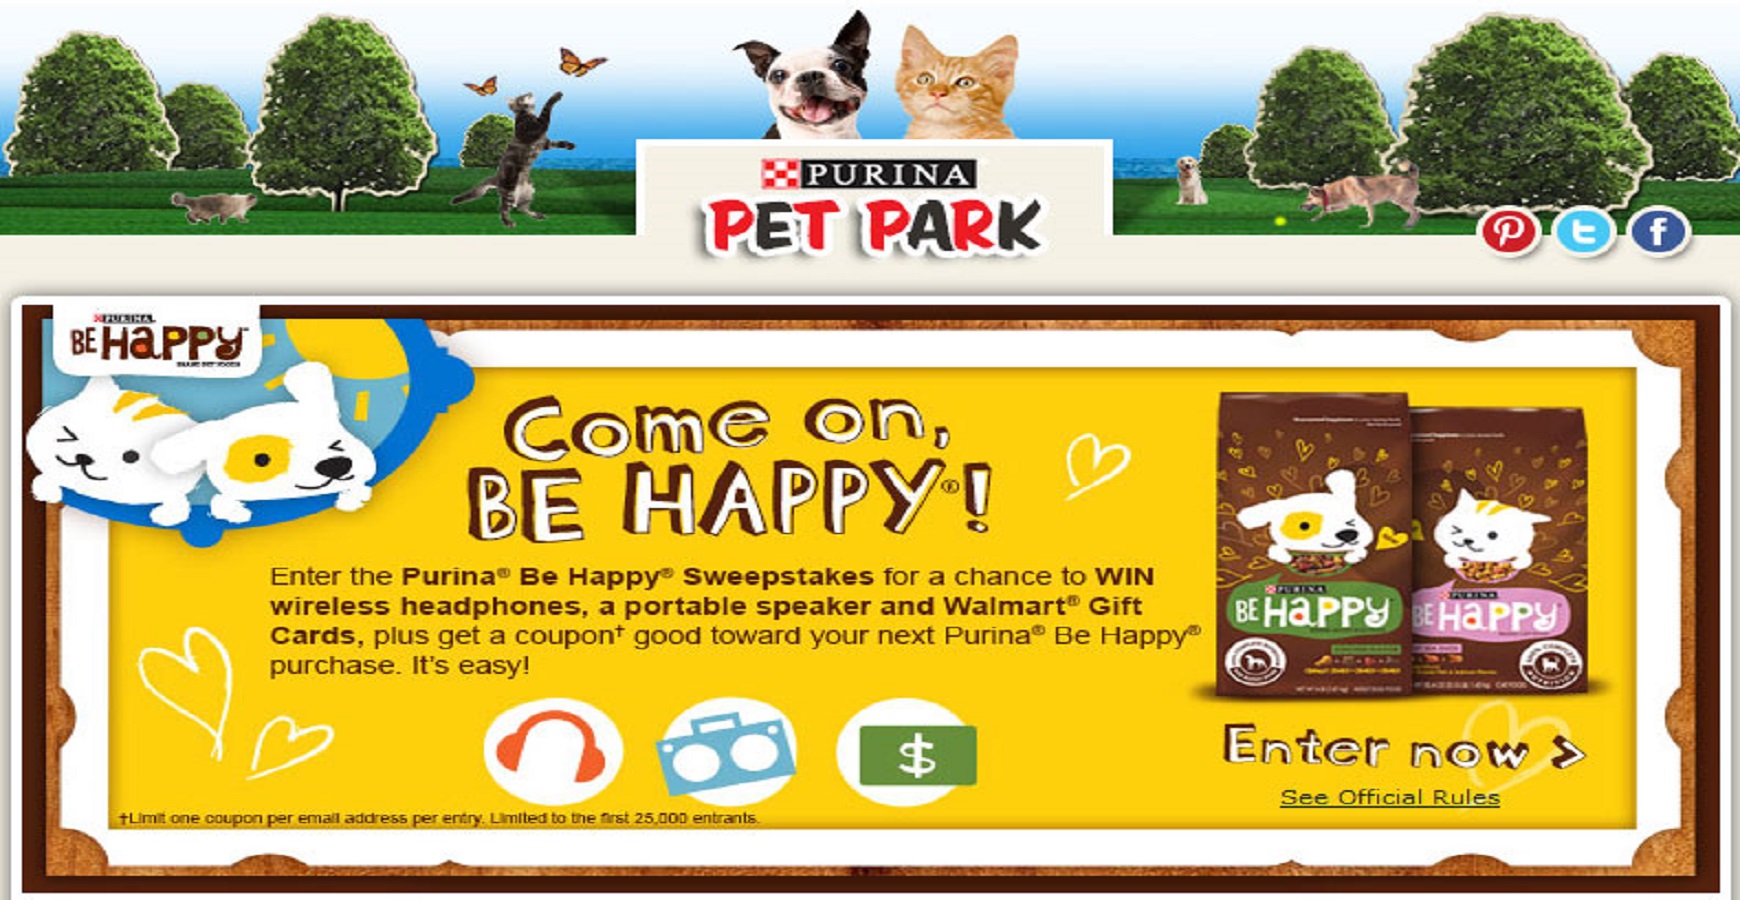 PURINA
PET PARK
PURINA
BE HaPPY™
Come on,
BE HAPPY®!
Enter the Purina® Be Happy® Sweepstakes for a chance to WIN
wireless headphones, a portable speaker and Walmart® Gift
Cards, plus get a coupon† good toward your next Purina® Be Happy®
purchase. It's easy!
$
†Limit one coupon per email address per entry. Limited to the first 25,000 entrants.
PURINA
BE HaPPY
PURINA
BE HaPPY
Enter now >
See Official Rules